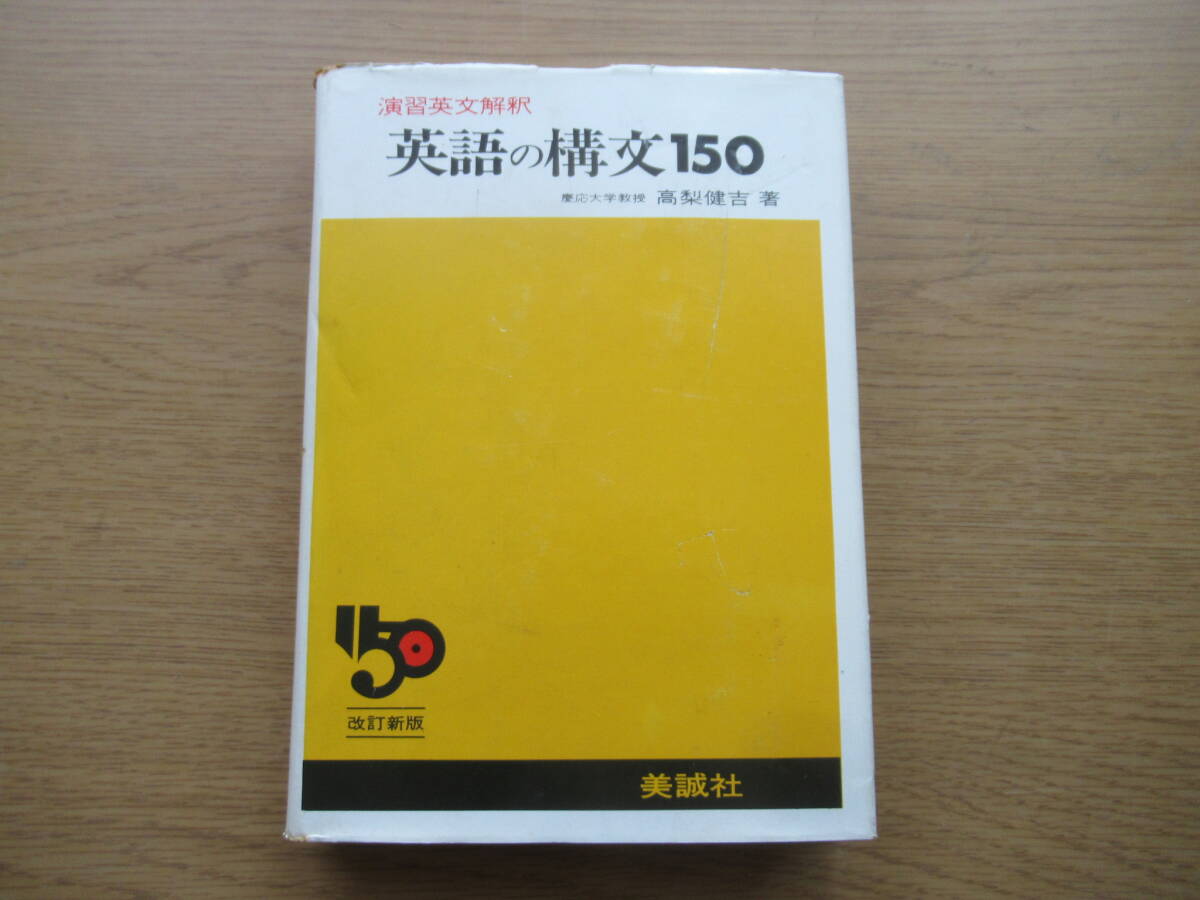 演習英文解釈
英語の構文150
慶応大学教授 高梨健吉 著
150
改訂新版
美誠社